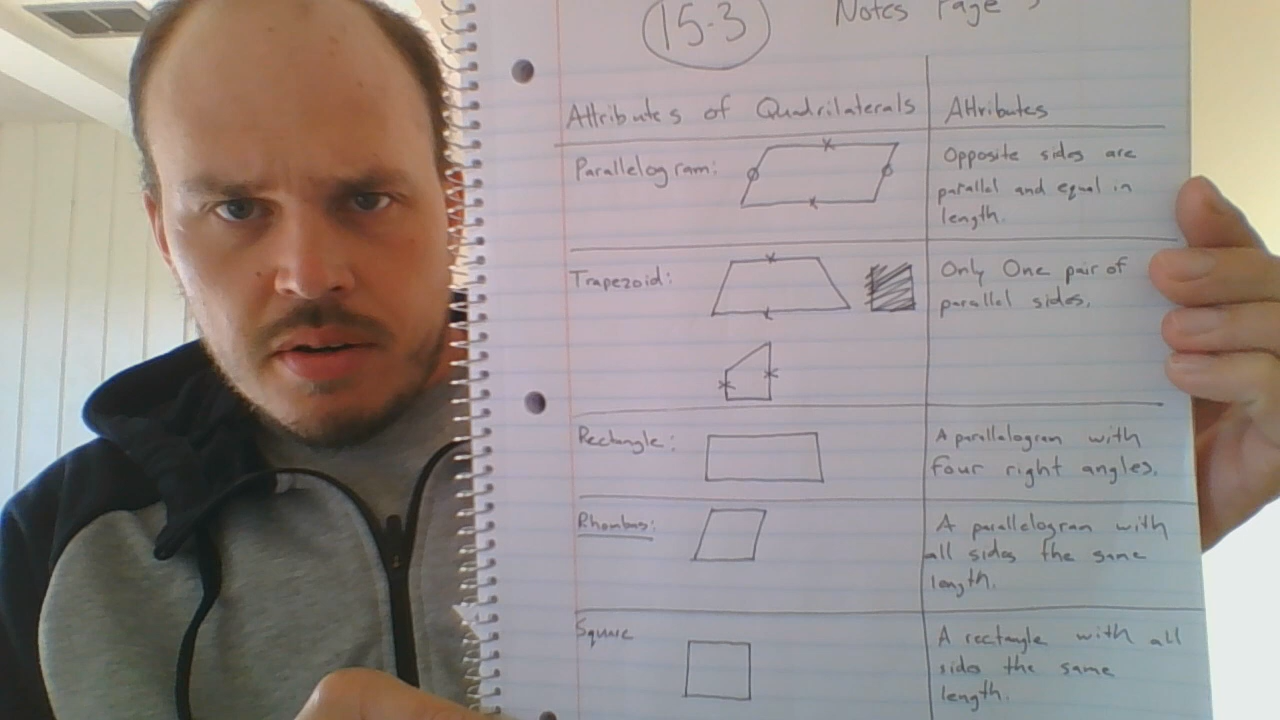 15-3 Notes Page
Attributes of Quadrilaterals Attributes
Parallelogram: Opposite sides are
parallel and equal in
length.
Trapezoid: Only One pair of
parallel sides.
Rectangle: A parallalogram with
four right angles.
Rhombus: A parallelogram with
all sides the same
length.
Square A rectangle with all
sides the same
length.